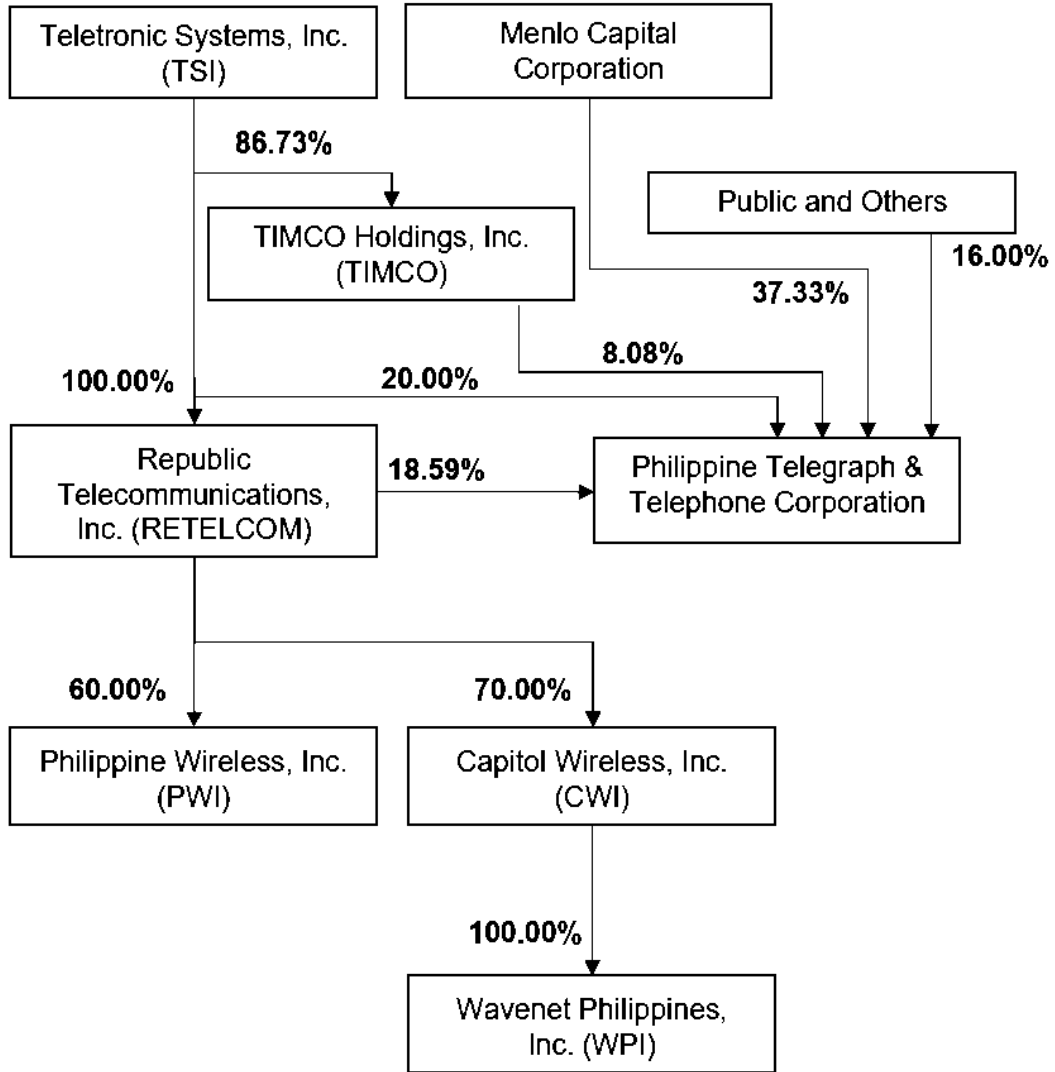 Teletronic Systems, Inc.
(TSI)
Menlo Capital
Corporation
86.73%
Public and Others
TIMCO Holdings, Inc.
(TIMCO)
16.00%
37.33%
8.08%
100.00%
20.00%
Republic
Telecommunications,
Inc. (RETELCOM)
18.59%
Philippine Telegraph &
Telephone Corporation
60.00%
70.00%
Philippine Wireless, Inc.
(PWI)
Capitol Wireless, Inc.
(CWI)
100.00%
Wavenet Philippines,
Inc. (WPI)